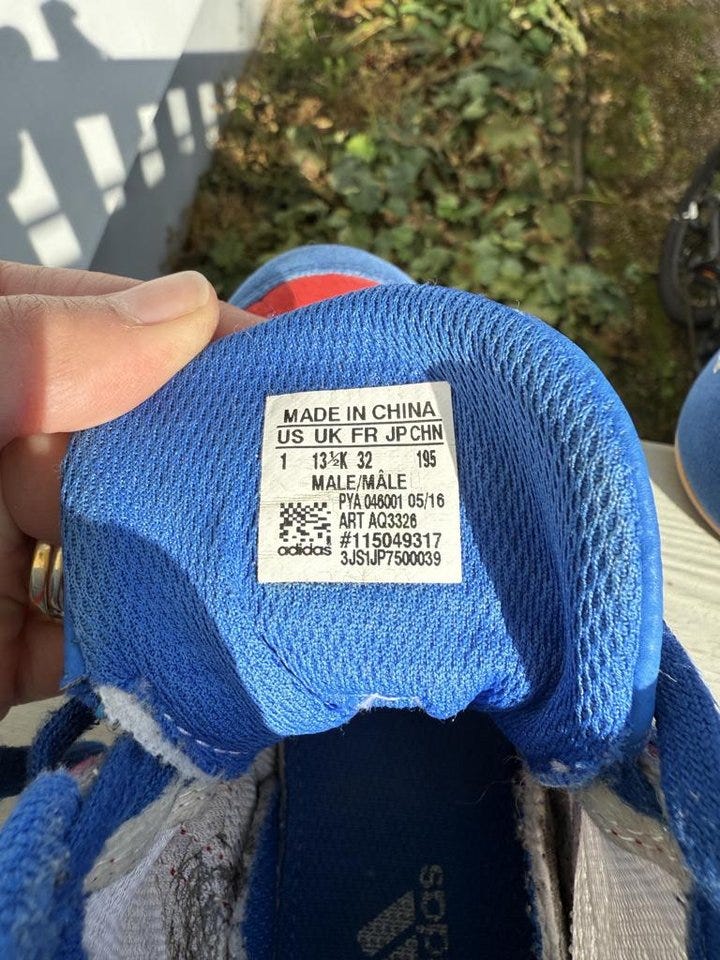 MADE IN CHINA
US UK FR JP CHN
1 13½K 32 195
MALE/MÂLE
PYA 046001 05/16
ART AQ3326
#115049317
adidas 3JS1JP7500039
adidas